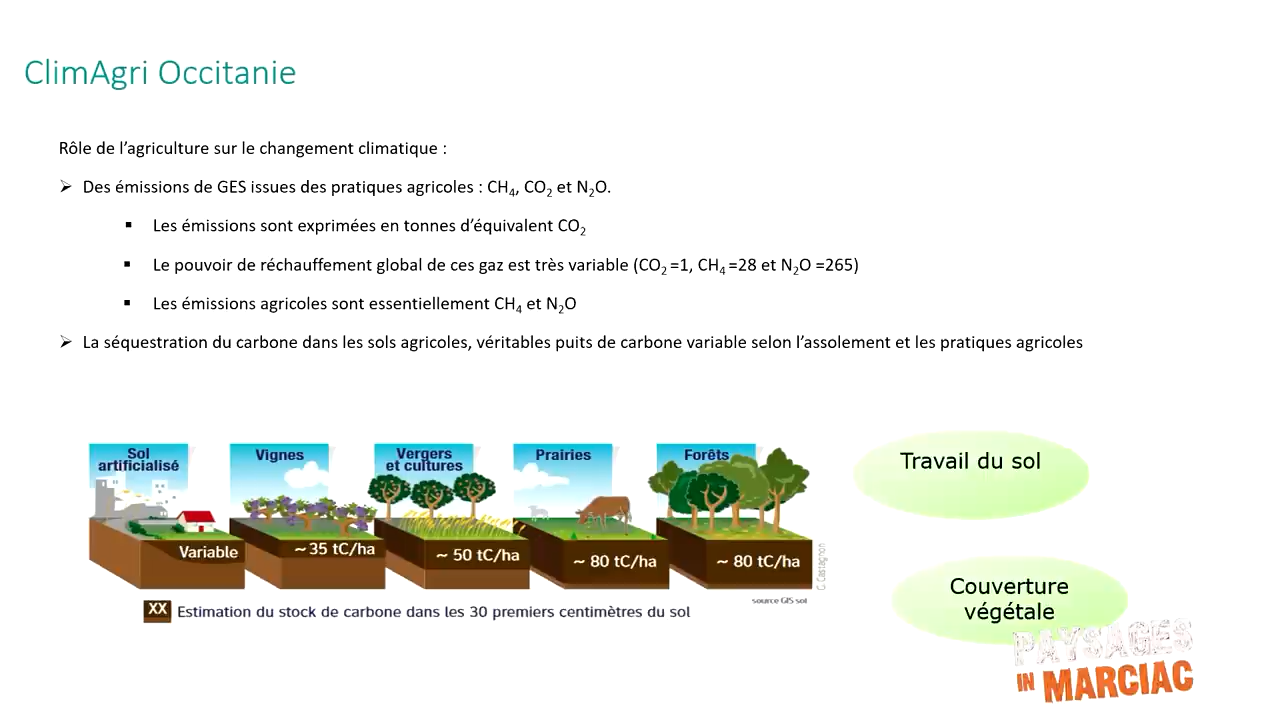 ClimAgri Occitanie
Rôle de l'agriculture sur le changement climatique :
➢ Des émissions de GES issues des pratiques agricoles : CH4, CO2 et N2O.
▪ Les émissions sont exprimées en tonnes d'équivalent CO2
▪ Le pouvoir de réchauffement global de ces gaz est très variable (CO2 =1, CH4 =28 et N2O =265)
▪ Les émissions agricoles sont essentiellement CH4 et N2O
➢ La séquestration du carbone dans les sols agricoles, véritables puits de carbone variable selon l'assolement et les pratiques agricoles
Sol
artificialisé
Vignes
Vergers
et cultures
Prairies
Forêts
Variable
~ 35 tC/ha
~ 50 tC/ha
~ 80 tC/ha
~ 80 tC/ha
G. Castagnon
source GIS sol
XX Estimation du stock de carbone dans les 30 premiers centimètres du sol
Travail du sol
Couverture
végétale
PAYSAGES
IN MARCIAC